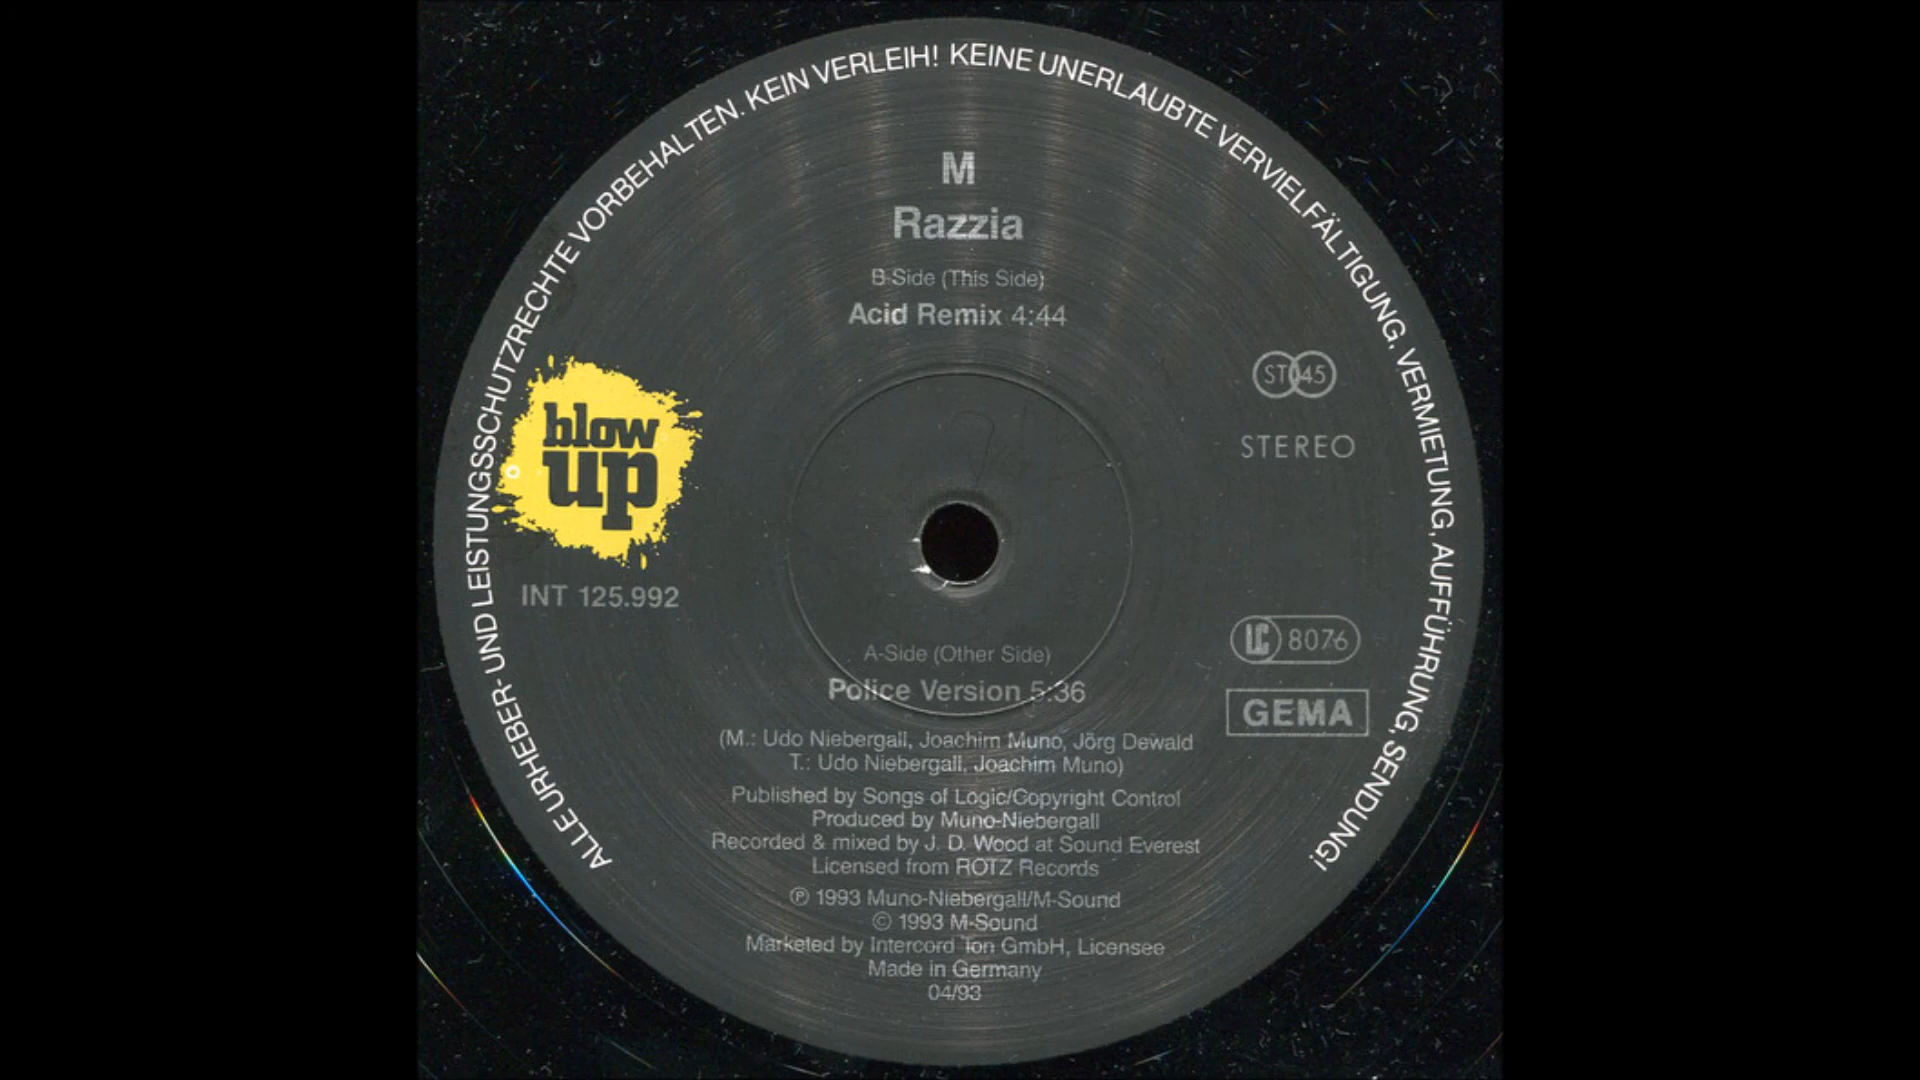 ALLE URHEBER- UND LEISTUNGSSCHUTZRECHTE VORBEHALTEN. KEIN VERLEIH! KEINE UNERLAUBTE VERVIELFÄLTIGUNG, VERMIETUNG, AUFFÜHRUNG, SENDUNG!
M
Razzia
B-Side (This Side)
Acid Remix 4:44
blow
up
INT 125.992
ST 45
STEREO
LC 8076
GEMA
A-Side (Other Side)
Police Version 5:36
(M.: Udo Niebergall, Joachim Muno, Jörg Dewald
T.: Udo Niebergall, Joachim Muno)
Published by Songs of Logic/Copyright Control
Produced by Muno-Niebergall
Recorded & mixed by J. D. Wood at Sound Everest
Licensed from ROTZ Records
℗ 1993 Muno-Niebergall/M-Sound
© 1993 M-Sound
Marketed by Intercord Ton GmbH, Licensee
Made in Germany
04/93